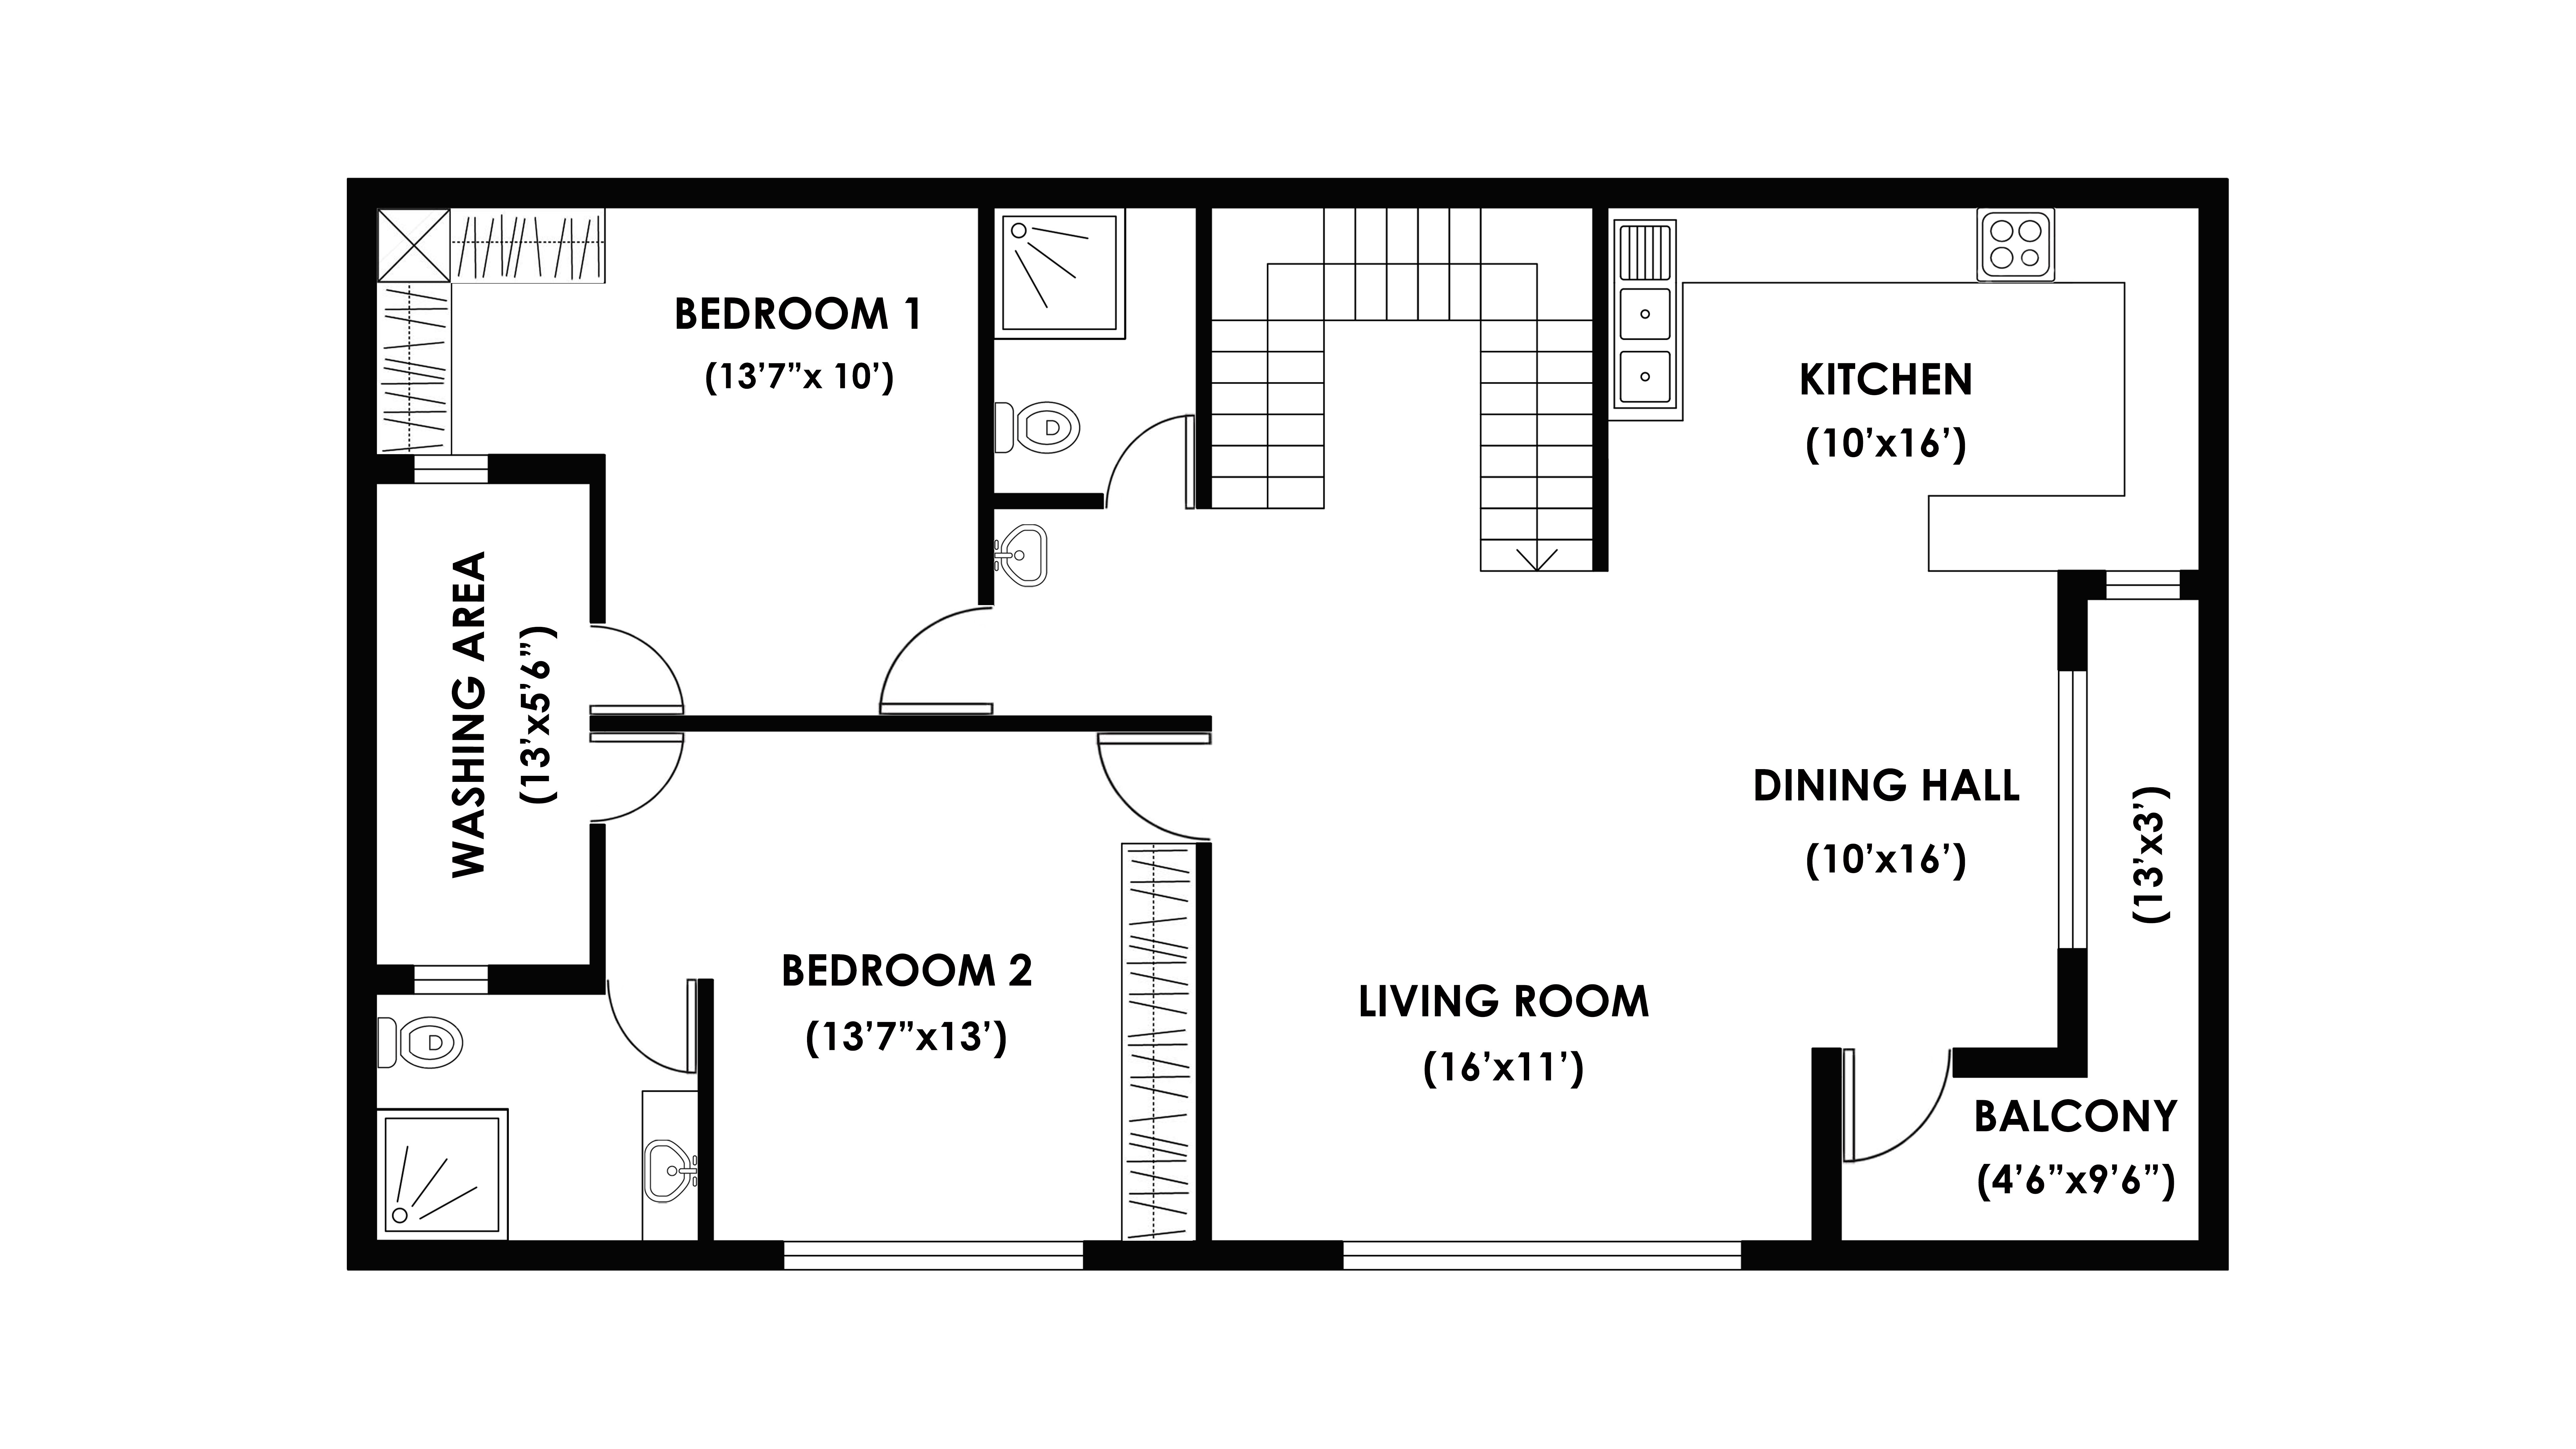 BEDROOM 1
(13’7”x 10’)
KITCHEN
(10’x16’)
WASHING AREA
(13’x5’6”)
DINING HALL
(10’x16’)
(13’x3’)
BEDROOM 2
(13’7”x13’)
LIVING ROOM
(16’x11’)
BALCONY
(4’6”x9’6”)